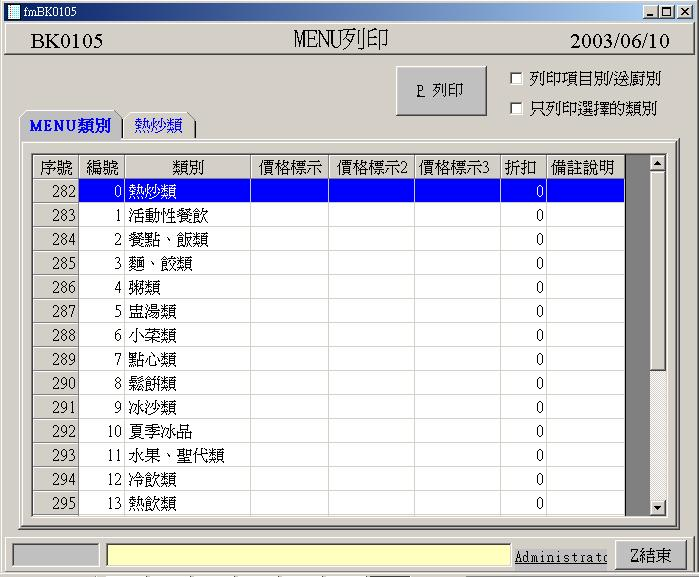 fmBK0105
BK0105 MENU列印 2003/06/10
P 列印
列印項目別/送廚別
只列印選擇的類別
MENU類別 熱炒類
序號 編號 類別 價格標示 價格標示2 價格標示3 折扣 備註說明
282 0 熱炒類 0
283 1 活動性餐飲 0
284 2 餐點、飯類 0
285 3 麵、餃類 0
286 4 粥類 0
287 5 盅湯類 0
288 6 小菜類 0
289 7 點心類 0
290 8 鬆餅類 0
291 9 冰沙類 0
292 10 夏季冰品 0
293 11 水果、聖代類 0
294 12 冷飲類 0
295 13 熱飲類 0
Administrato Z結束